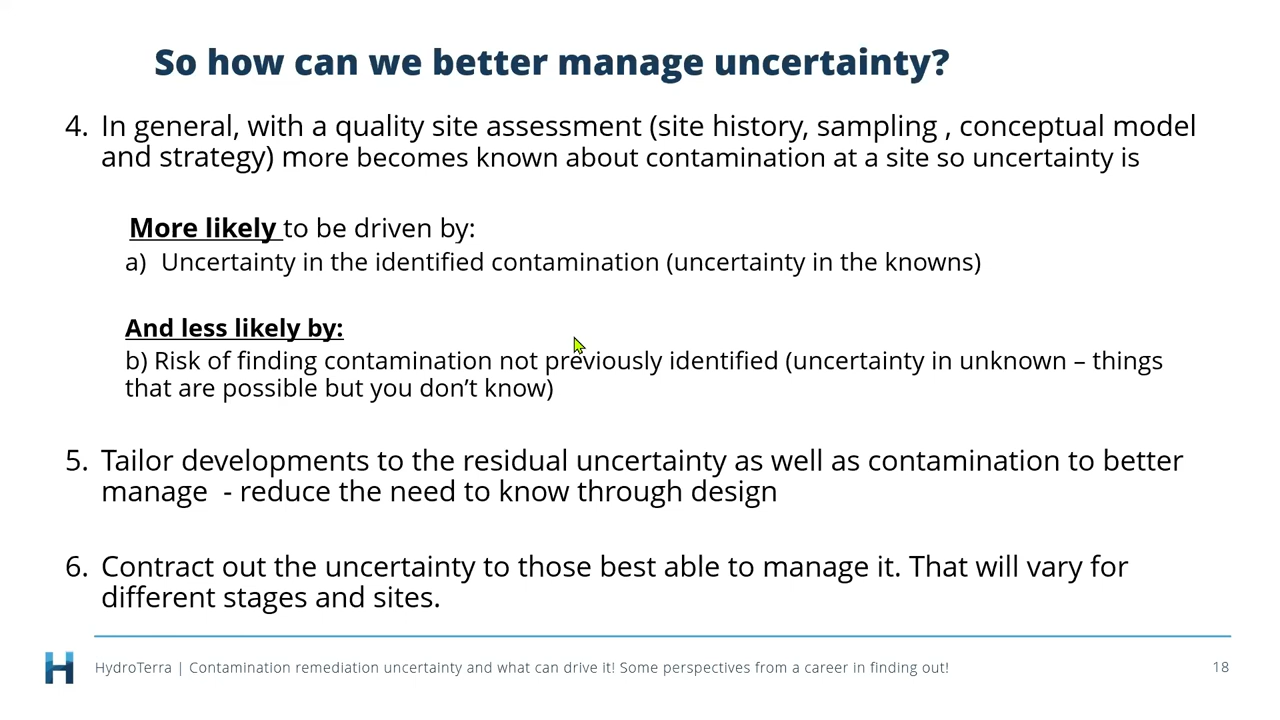 So how can we better manage uncertainty?
4. In general, with a quality site assessment (site history, sampling , conceptual model
and strategy) more becomes known about contamination at a site so uncertainty is
More likely to be driven by:
a) Uncertainty in the identified contamination (uncertainty in the knowns)
And less likely by:
b) Risk of finding contamination not previously identified (uncertainty in unknown – things
that are possible but you don’t know)
5. Tailor developments to the residual uncertainty as well as contamination to better
manage - reduce the need to know through design
6. Contract out the uncertainty to those best able to manage it. That will vary for
different stages and sites.
HydroTerra | Contamination remediation uncertainty and what can drive it! Some perspectives from a career in finding out! 18